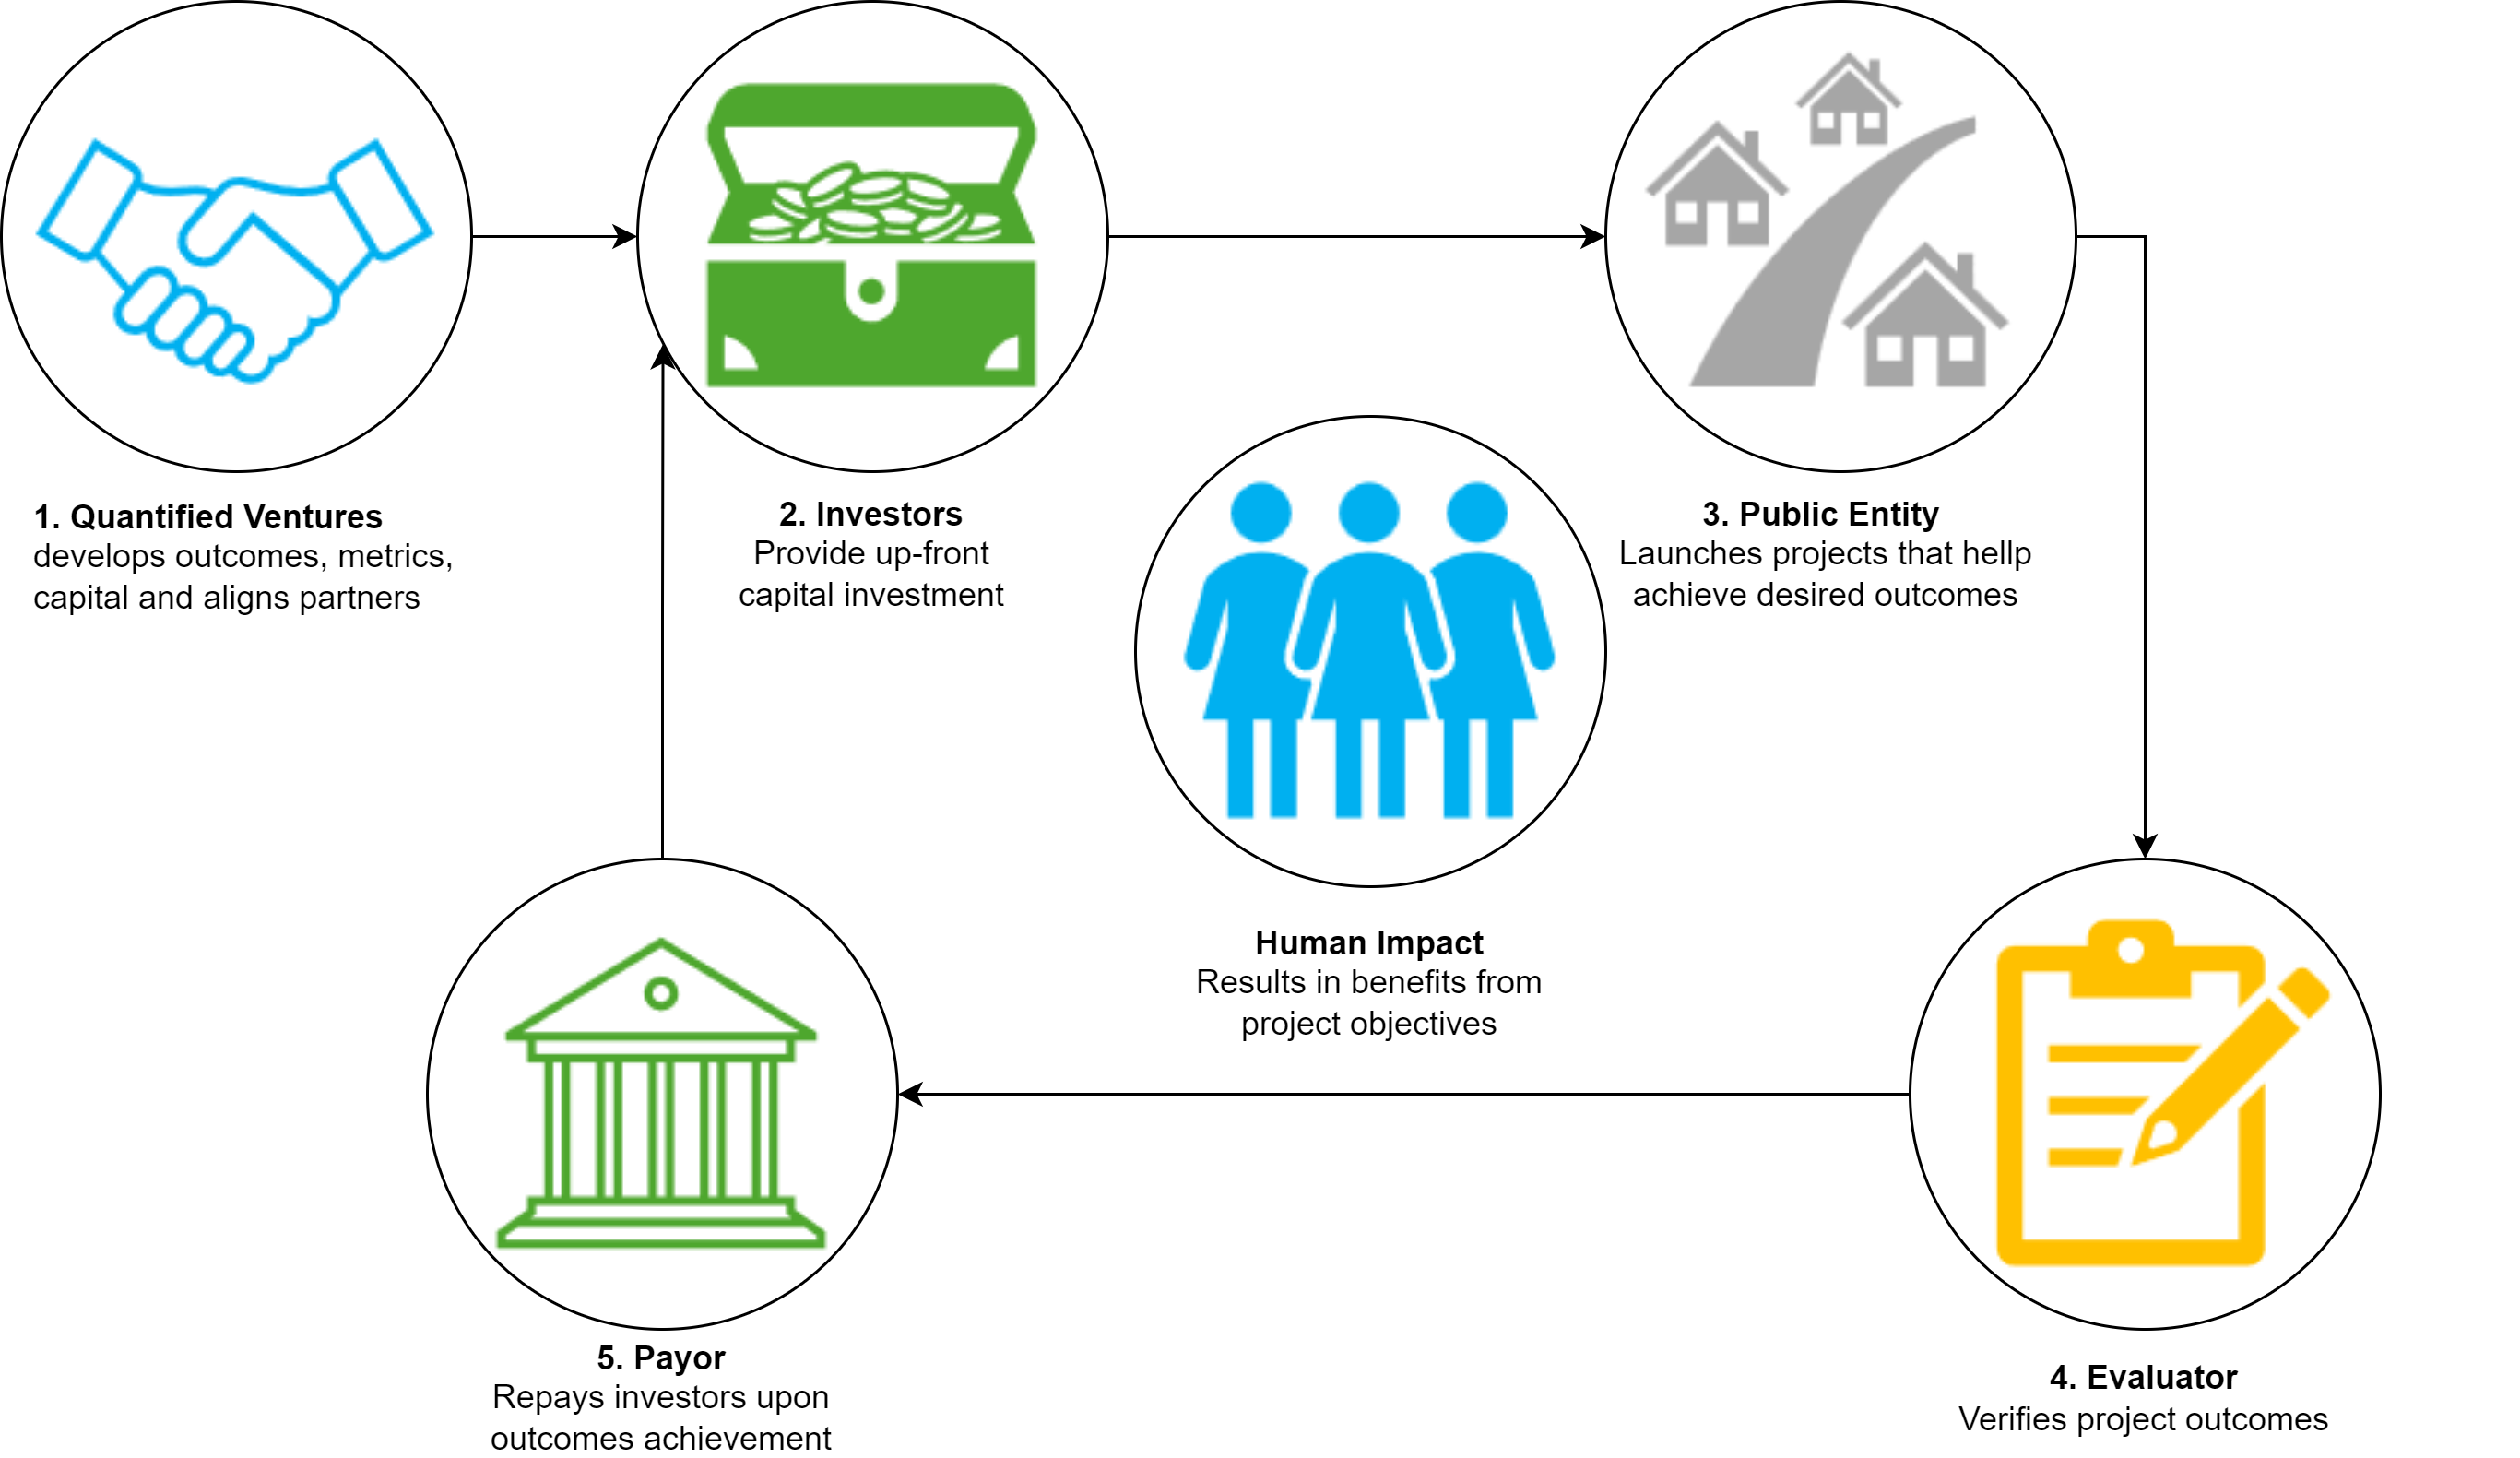 1. Quantified Ventures
develops outcomes, metrics,
capital and aligns partners
2. Investors
Provide up-front
capital investment
3. Public Entity
Launches projects that hellp
achieve desired outcomes
Human Impact
Results in benefits from
project objectives
4. Evaluator
Verifies project outcomes
5. Payor
Repays investors upon
outcomes achievement